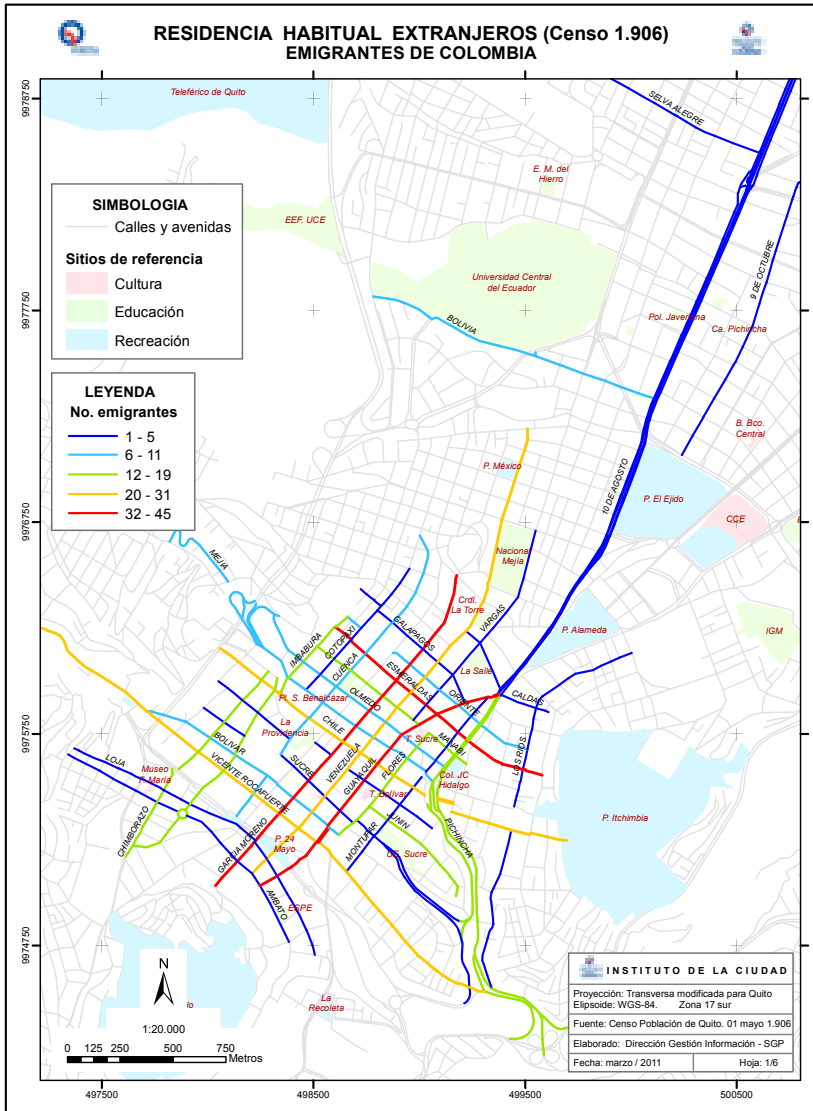 RESIDENCIA HABITUAL EXTRANJEROS (Censo 1.906)
EMIGRANTES DE COLOMBIA
9978750
9977750
9976750
9975750
9974750
497500
498500
499500
500500
Teleférico de Quito
SELVA ALEGRE
E. M. del
Hierro
SIMBOLOGIA
Calles y avenidas
Sitios de referencia
Cultura
Educación
Recreación
EEF. UCE
Universidad Central
del Ecuador
9 DE OCTUBRE
BOLIVIA
Pol. Javeriana
Ca. Pichincha
LEYENDA
No. emigrantes
1 - 5
6 - 11
12 - 19
20 - 31
32 - 45
B. Bco.
Central
P. México
10 DE AGOSTO
P. El Ejido
CCE
MEJIA
Naciona
Mejía
Crdl.
La Torre
VARGAS
P. Alameda
IGM
GALAPAGOS
IMBABURA
COTOPAXI
CUENCA
ESMERALDAS
La Salle
ORIENTE
CALDAS
Pl. S. Benalcázar
OLMEDO
La
Providencia
CHILE
T. Sucre
MANABI
LOS RIOS
BOLIVAR
SUCRE
VENEZUELA
GUAYAQUIL
FLORES
Col. JC
Hidalgo
LOJA
Museo
F. María
VICENTE ROCAFUERTE
T. Bolívar
JUNIN
PICHINCHA
P. Itchimbia
CHIMBORAZO
GARCIA MORENO
P. 24
Mayo
MONTUFAR
UE. Sucre
AMBATO
ESPE
La
Recoleta
N
1:20.000
0 125 250 500 750
Metros
INSTITUTO DE LA CIUDAD
Proyección: Transversa modificada para Quito
Elipsoide: WGS-84. Zona 17 sur
Fuente: Censo Población de Quito. 01 mayo 1.906
Elaborado: Dirección Gestión Información - SGP
Fecha: marzo / 2011 Hoja: 1/6